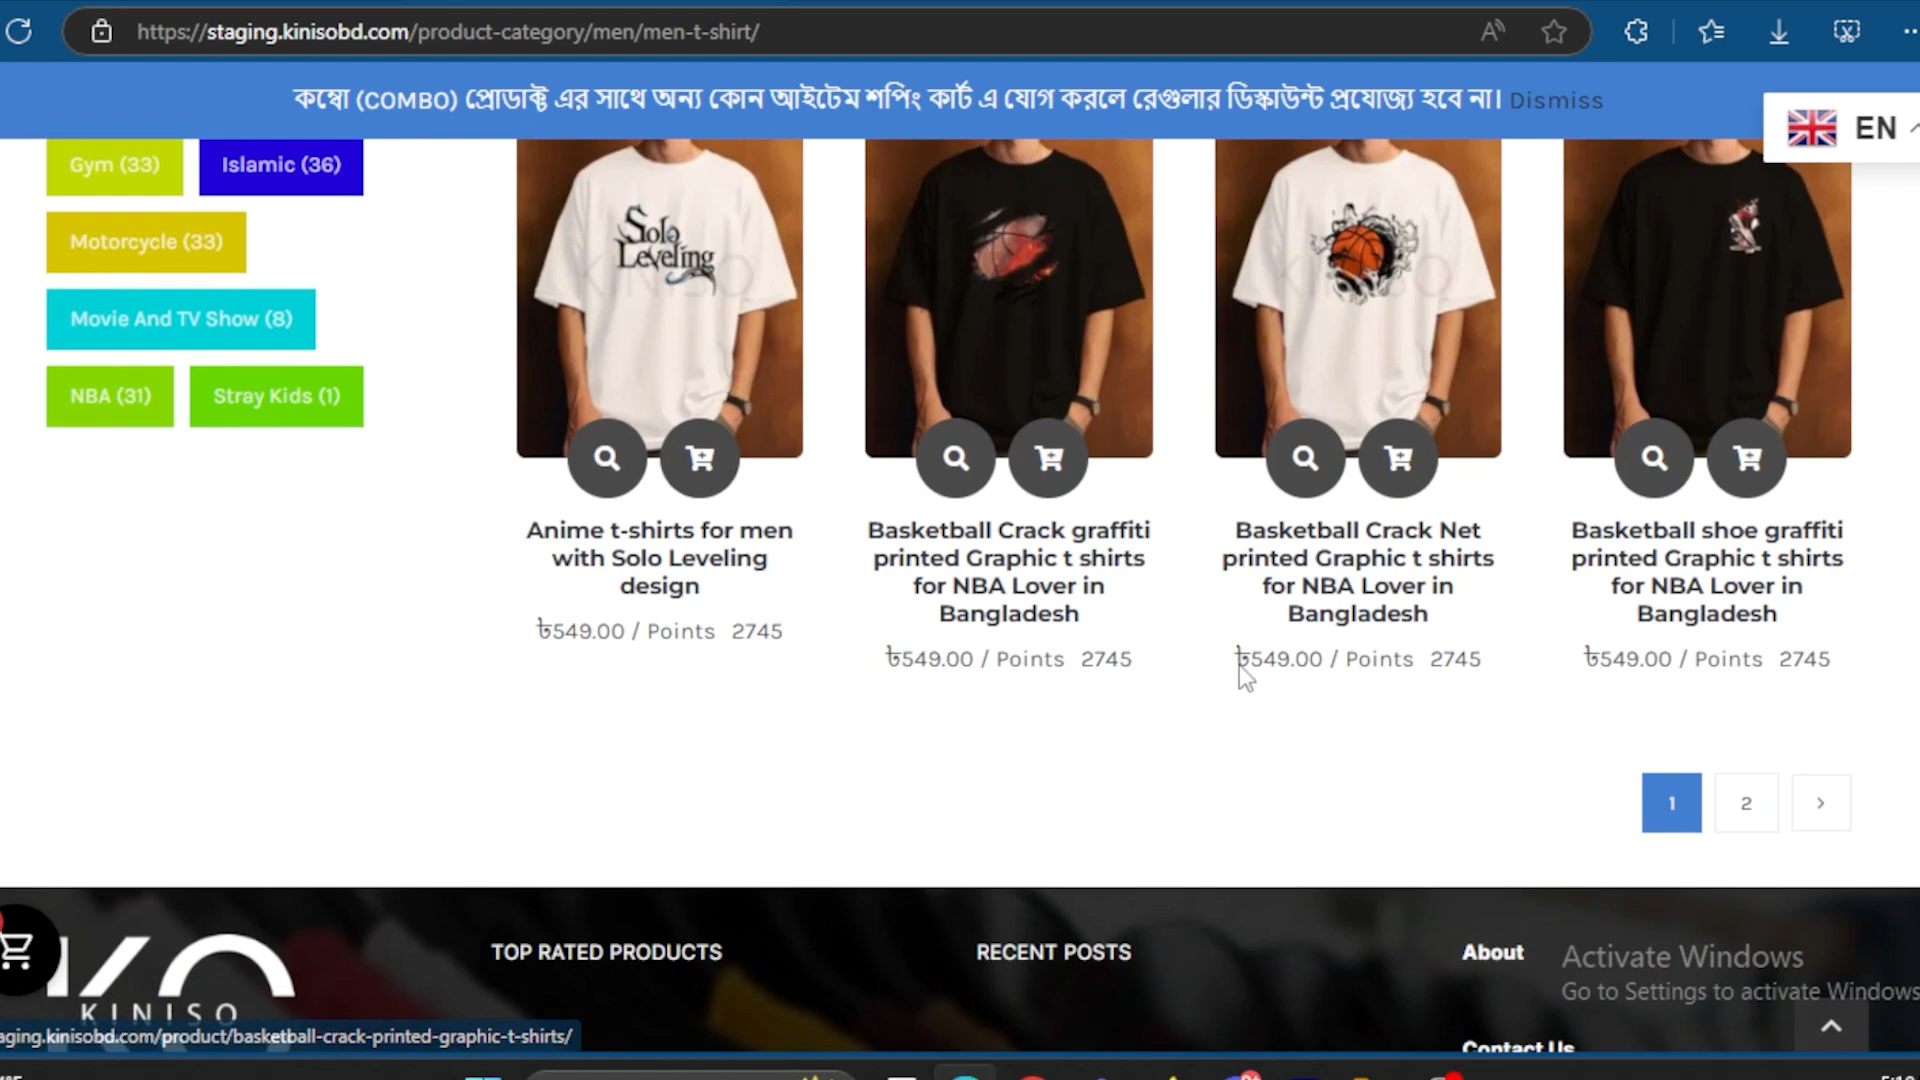 https://staging.kinisobd.com/product-category/men/men-t-shirt/
কম্বো (COMBO) প্রোডাক্ট এর সাথে অন্য কোন আইটেম শপিং কার্ট এ যোগ করলে রেগুলার ডিস্কাউন্ট প্রযোজ্য হবে না। Dismiss
EN
Gym (33) Islamic (36)
Motorcycle (33)
Movie And TV Show (8)
NBA (31) Stray Kids (1)
Solo
Leveling
KINISO
Anime t-shirts for men
with Solo Leveling
design
৳549.00 / Points 2745
Basketball Crack graffiti
printed Graphic t shirts
for NBA Lover in
Bangladesh
৳549.00 / Points 2745
Basketball Crack Net
printed Graphic t shirts
for NBA Lover in
Bangladesh
৳549.00 / Points 2745
Basketball shoe graffiti
printed Graphic t shirts
for NBA Lover in
Bangladesh
৳549.00 / Points 2745
1 2 >
KINISO
TOP RATED PRODUCTS
RECENT POSTS
About
Contact Us
Activate Windows
Go to Settings to activate Windows
aging.kinisobd.com/product/basketball-crack-printed-graphic-t-shirts/